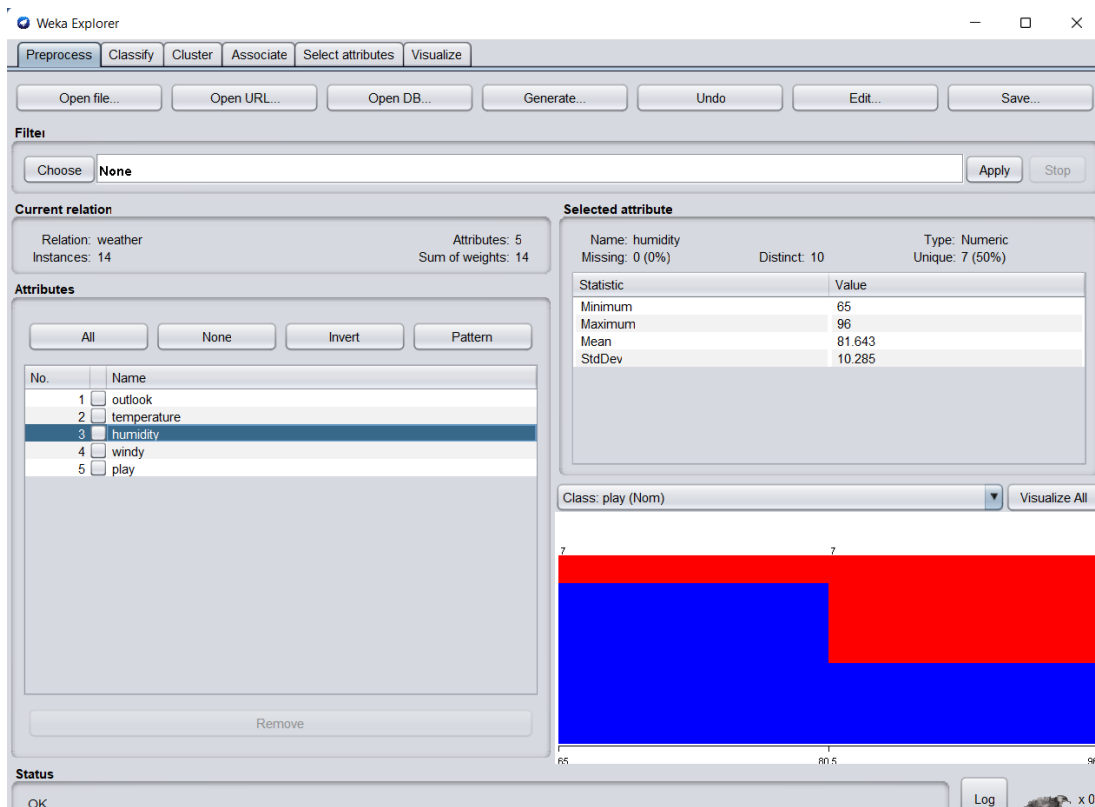 Weka Explorer
Preprocess Classify Cluster Associate Select attributes Visualize
Open file... Open URL... Open DB... Generate... Undo Edit... Save...
Filter
Choose None Apply Stop
Current relation
Relation: weather Attributes: 5
Instances: 14 Sum of weights: 14
Attributes
All None Invert Pattern
No. Name
1 outlook
2 temperature
3 humidity
4 windy
5 play
Remove
Selected attribute
Name: humidity Type: Numeric
Missing: 0 (0%) Distinct: 10 Unique: 7 (50%)
Statistic Value
Minimum 65
Maximum 96
Mean 81.643
StdDev 10.285
Class: play (Nom) Visualize All
7 7
65 80.5 96
Status
OK Log x 0